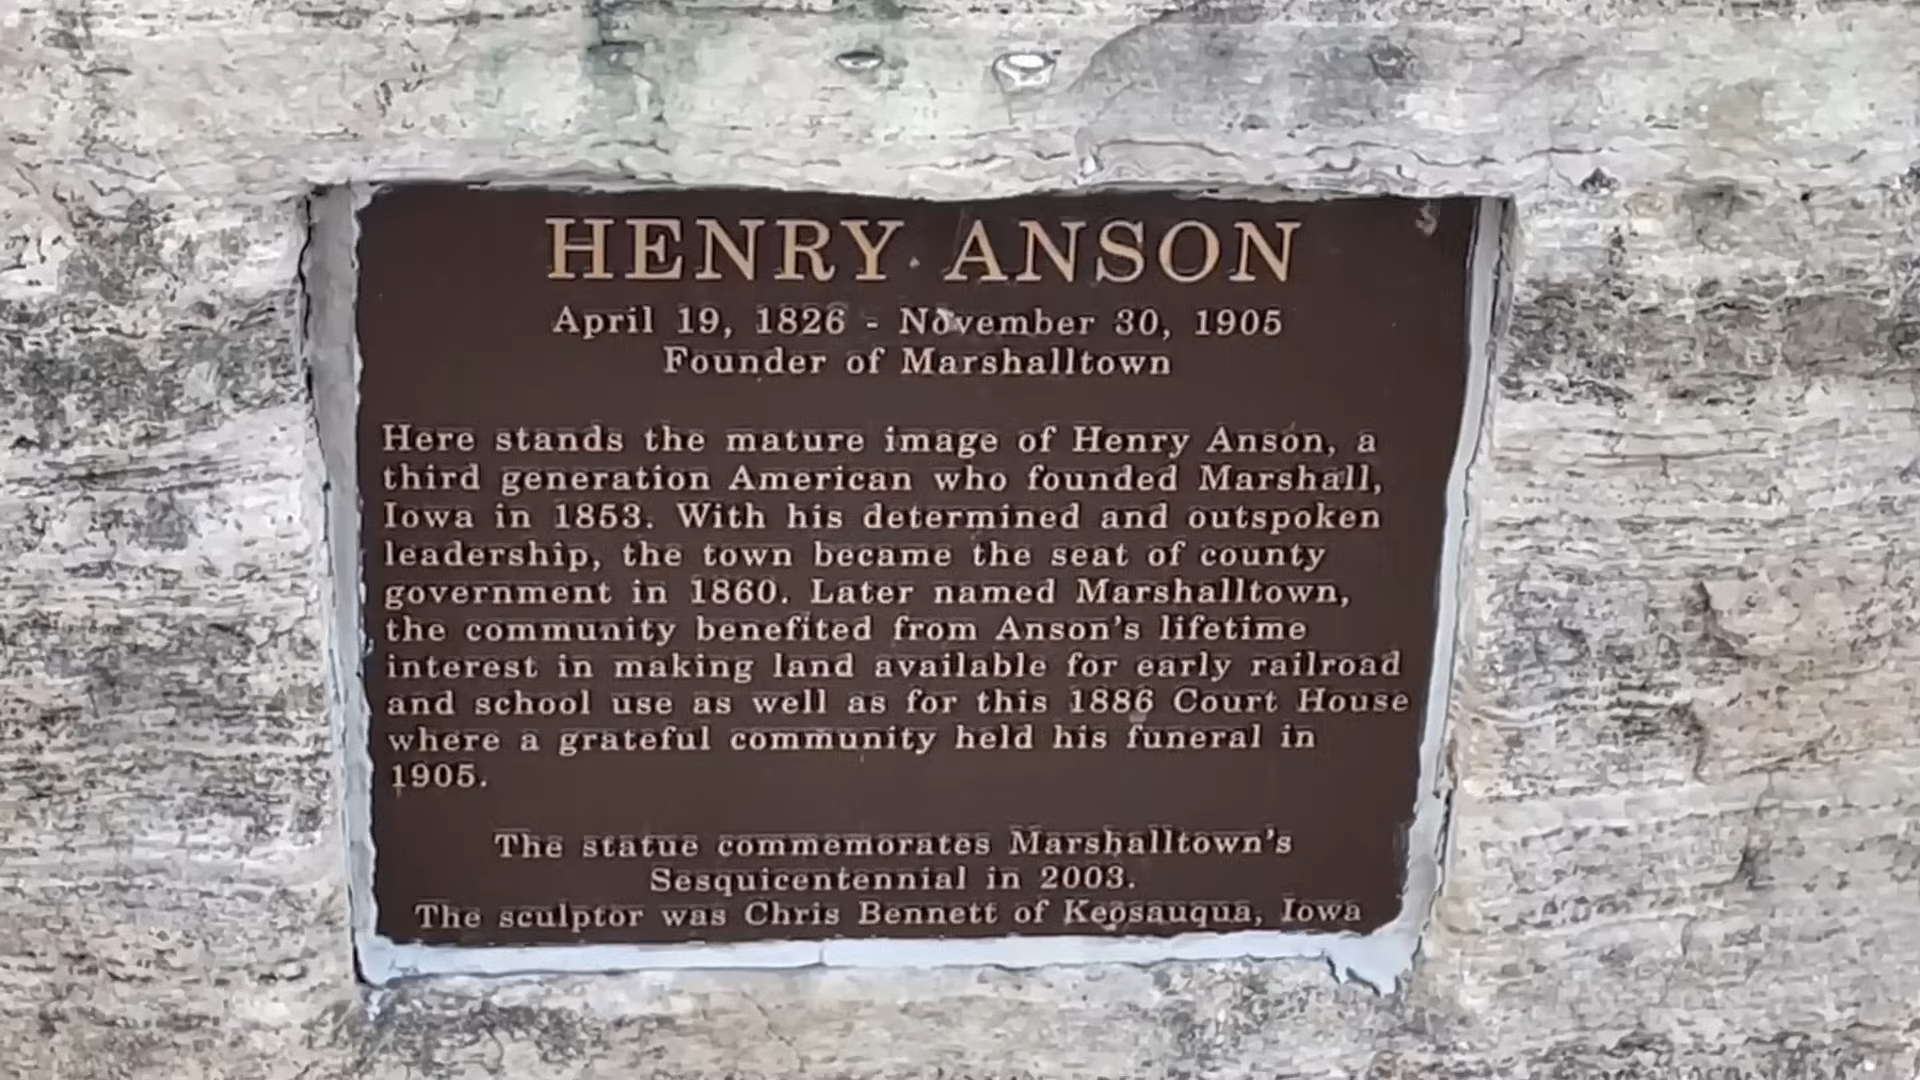 HENRY ANSON
April 19, 1826 - November 30, 1905
Founder of Marshalltown
Here stands the mature image of Henry Anson, a
third generation American who founded Marshall,
Iowa in 1853. With his determined and outspoken
leadership, the town became the seat of county
government in 1860. Later named Marshalltown,
the community benefited from Anson's lifetime
interest in making land available for early railroad
and school use as well as for this 1886 Court House
where a grateful community held his funeral in
1905.
The statue commemorates Marshalltown's
Sesquicentennial in 2003.
The sculptor was Chris Bennett of Keosauqua, Iowa